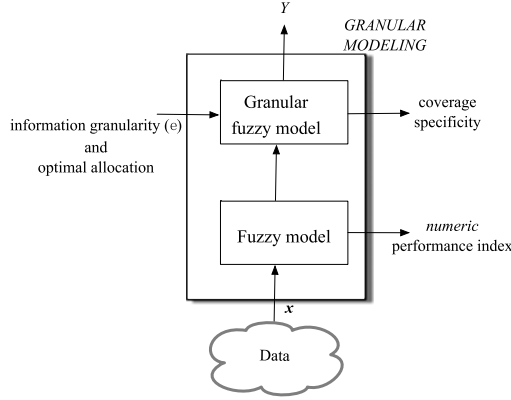 Y
GRANULAR
MODELING
Granular
fuzzy model
coverage
specificity
information granularity (e)
and
optimal allocation
Fuzzy model
numeric
performance index
x
Data